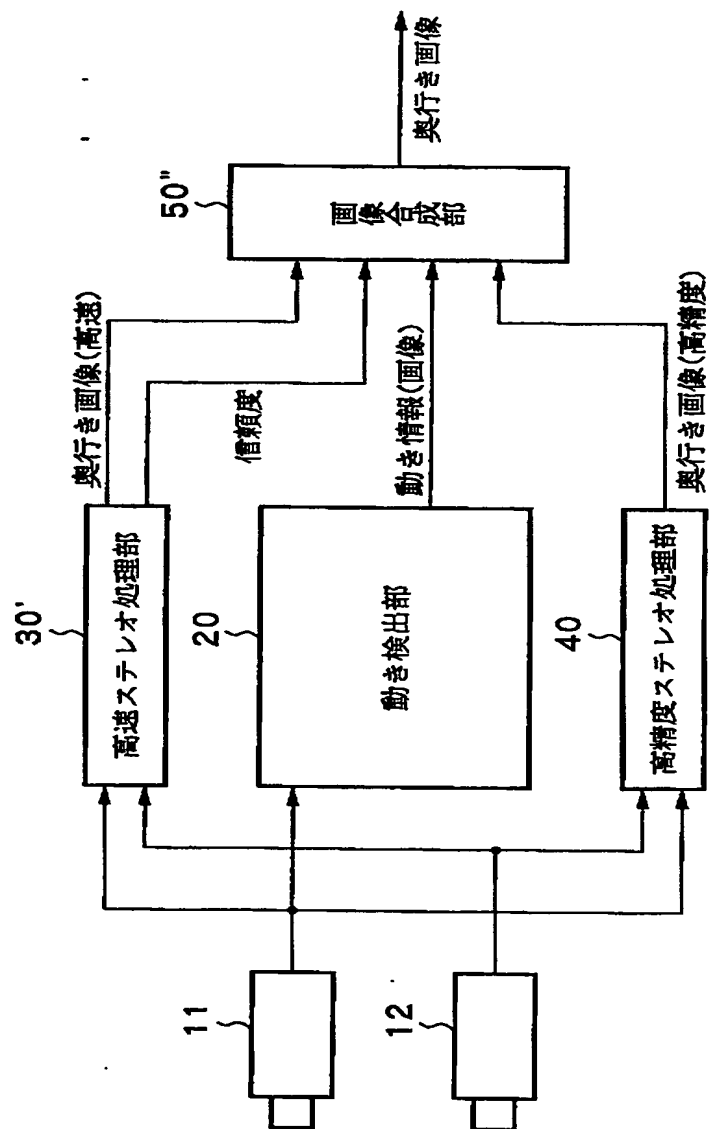 11
12
30'
高速ステレオ処理部
20
動き検出部
40
高精度ステレオ処理部
奥行き画像(高速)
信頼度
動き情報(画像)
奥行き画像(高精度)
50"
画像合成部
奥行き画像